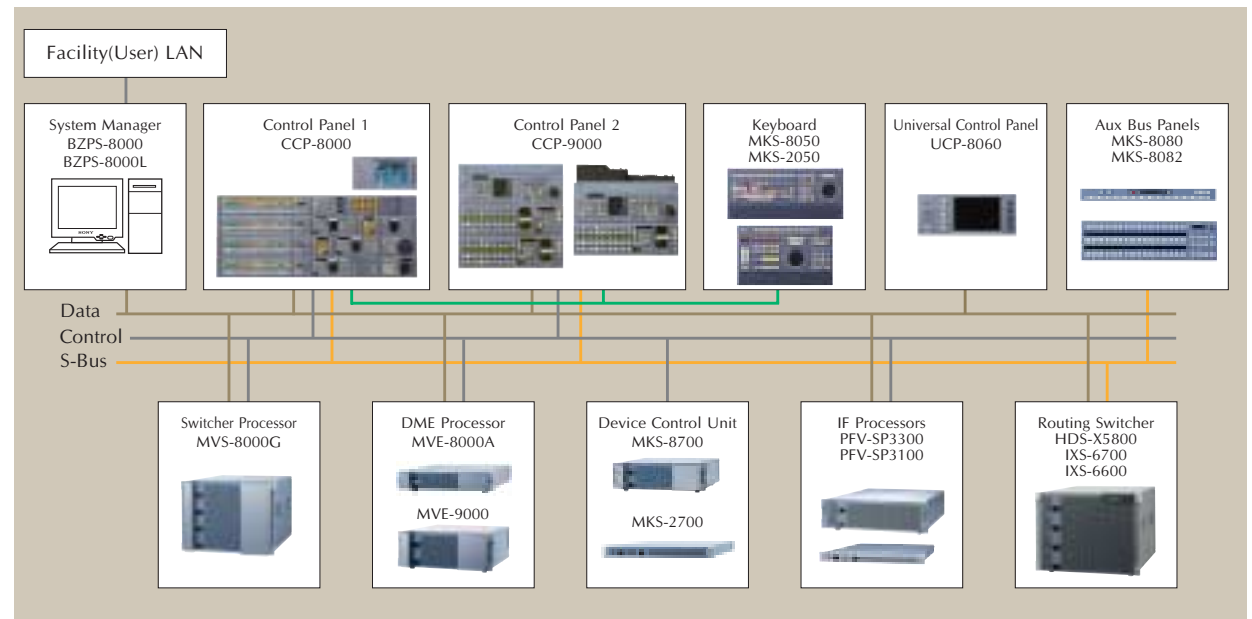 Facility(User) LAN
System Manager
BZPS-8000
BZPS-8000L
SONY
Control Panel 1
CCP-8000
Control Panel 2
CCP-9000
Keyboard
MKS-8050
MKS-2050
Universal Control Panel
UCP-8060
Aux Bus Panels
MKS-8080
MKS-8082
Data
Control
S-Bus
Switcher Processor
MVS-8000G
DME Processor
MVE-8000A
MVE-9000
Device Control Unit
MKS-8700
MKS-2700
IF Processors
PFV-SP3300
PFV-SP3100
Routing Switcher
HDS-X5800
IXS-6700
IXS-6600